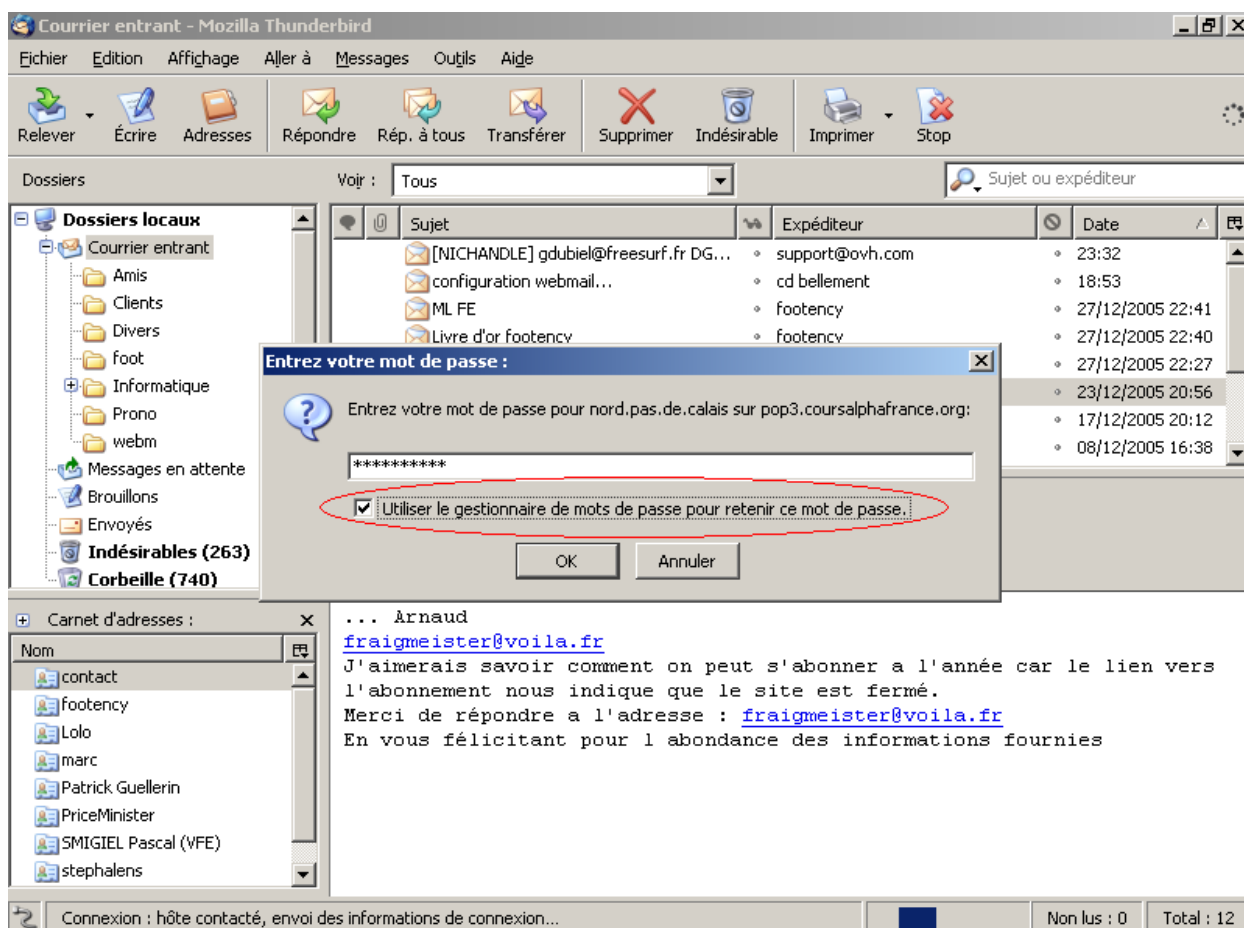 Courrier entrant - Mozilla Thunderbird
Fichier Edition Affichage Aller à Messages Outils Aide
Relever Écrire Adresses Répondre Rép. à tous Transférer Supprimer Indésirable Imprimer Stop
Dossiers Voir : Tous Sujet ou expéditeur
Dossiers locaux
Courrier entrant
Amis
Clients
Divers
foot
Informatique
Prono
webm
Messages en attente
Brouillons
Envoyés
Indésirables (263)
Corbeille (740)
Sujet Expéditeur Date
[NICHANDLE] gdubiel@freesurf.fr DG... support@ovh.com 23:32
configuration webmail... cd bellement 18:53
ML FE footency 27/12/2005 22:41
Livre d'or footency footency 27/12/2005 22:40
27/12/2005 22:27
23/12/2005 20:56
17/12/2005 20:12
08/12/2005 16:38
Entrez votre mot de passe :
Entrez votre mot de passe pour nord.pas.de.calais sur pop3.coursalphafrance.org:
**********
Utiliser le gestionnaire de mots de passe pour retenir ce mot de passe.
OK Annuler
Carnet d'adresses :
Nom
contact
footency
Lolo
marc
Patrick Guellerin
PriceMinister
SMIGIEL Pascal (VFE)
stephalens
... Arnaud
fraigmeister@voila.fr
J'aimerais savoir comment on peut s'abonner a l'année car le lien vers
l'abonnement nous indique que le site est fermé.
Merci de répondre a l'adresse : fraigmeister@voila.fr
En vous félicitant pour l abondance des informations fournies
Connexion : hôte contacté, envoi des informations de connexion... Non lus : 0 Total : 12